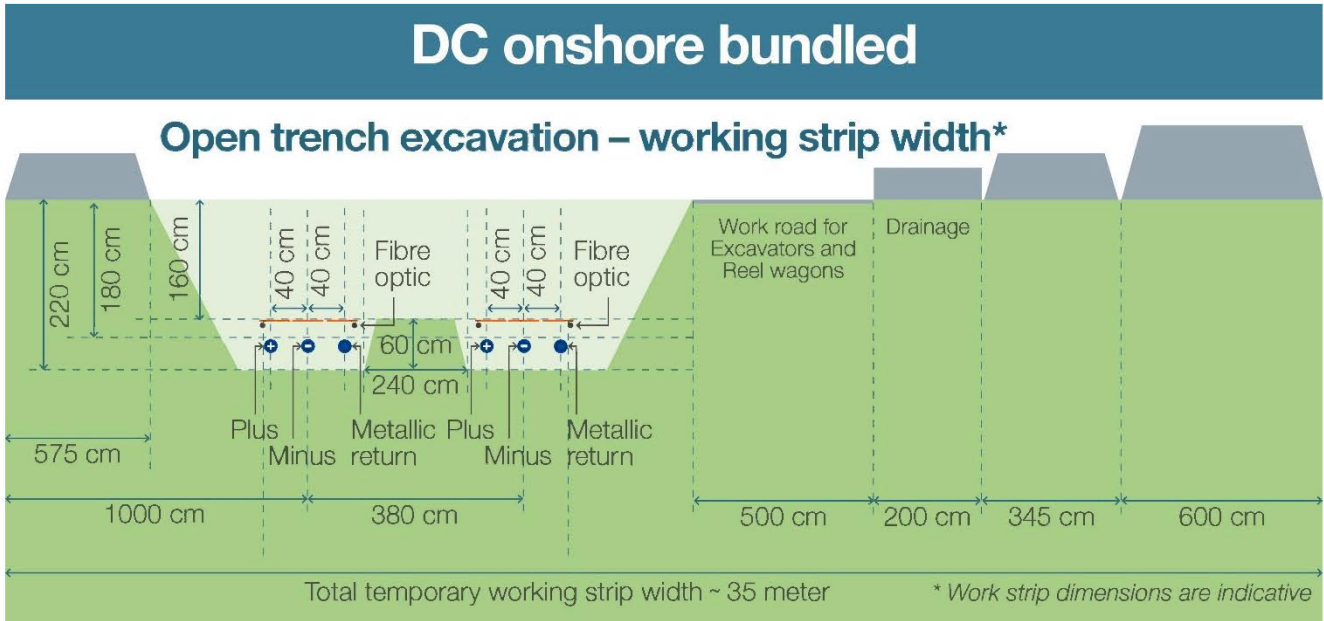 DC onshore bundled
Open trench excavation – working strip width*
220 cm
180 cm
160 cm
40 cm
40 cm
Fibre
optic
40 cm
40 cm
Fibre
optic
Work road for
Excavators and
Reel wagons
Drainage
+
-
60 cm
+
-
240 cm
Plus
Minus
Metallic
return
Plus
Minus
Metallic
return
575 cm
1000 cm
380 cm
500 cm
200 cm
345 cm
600 cm
Total temporary working strip width ~ 35 meter
* Work strip dimensions are indicative